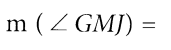 m ( ∠ GMJ) =